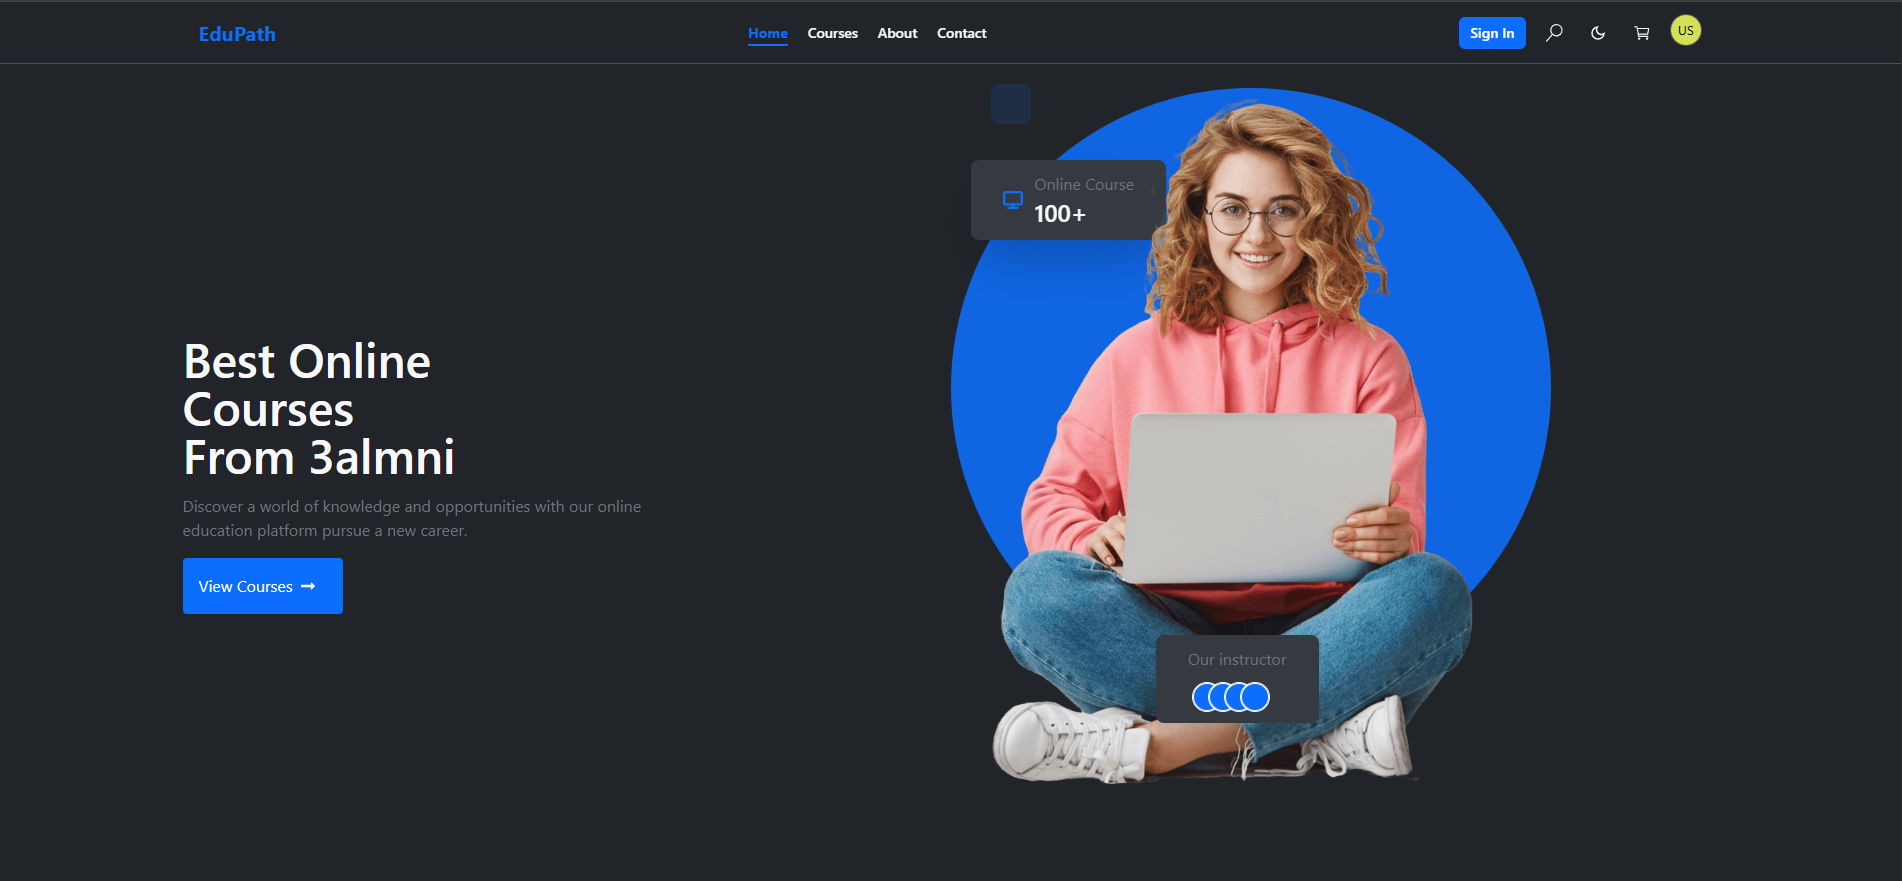 EduPath
Home Courses About Contact
Sign In
US
Online Course
100+
Best Online
Courses
From 3almni
Discover a world of knowledge and opportunities with our online
education platform pursue a new career.
View Courses
Our instructor